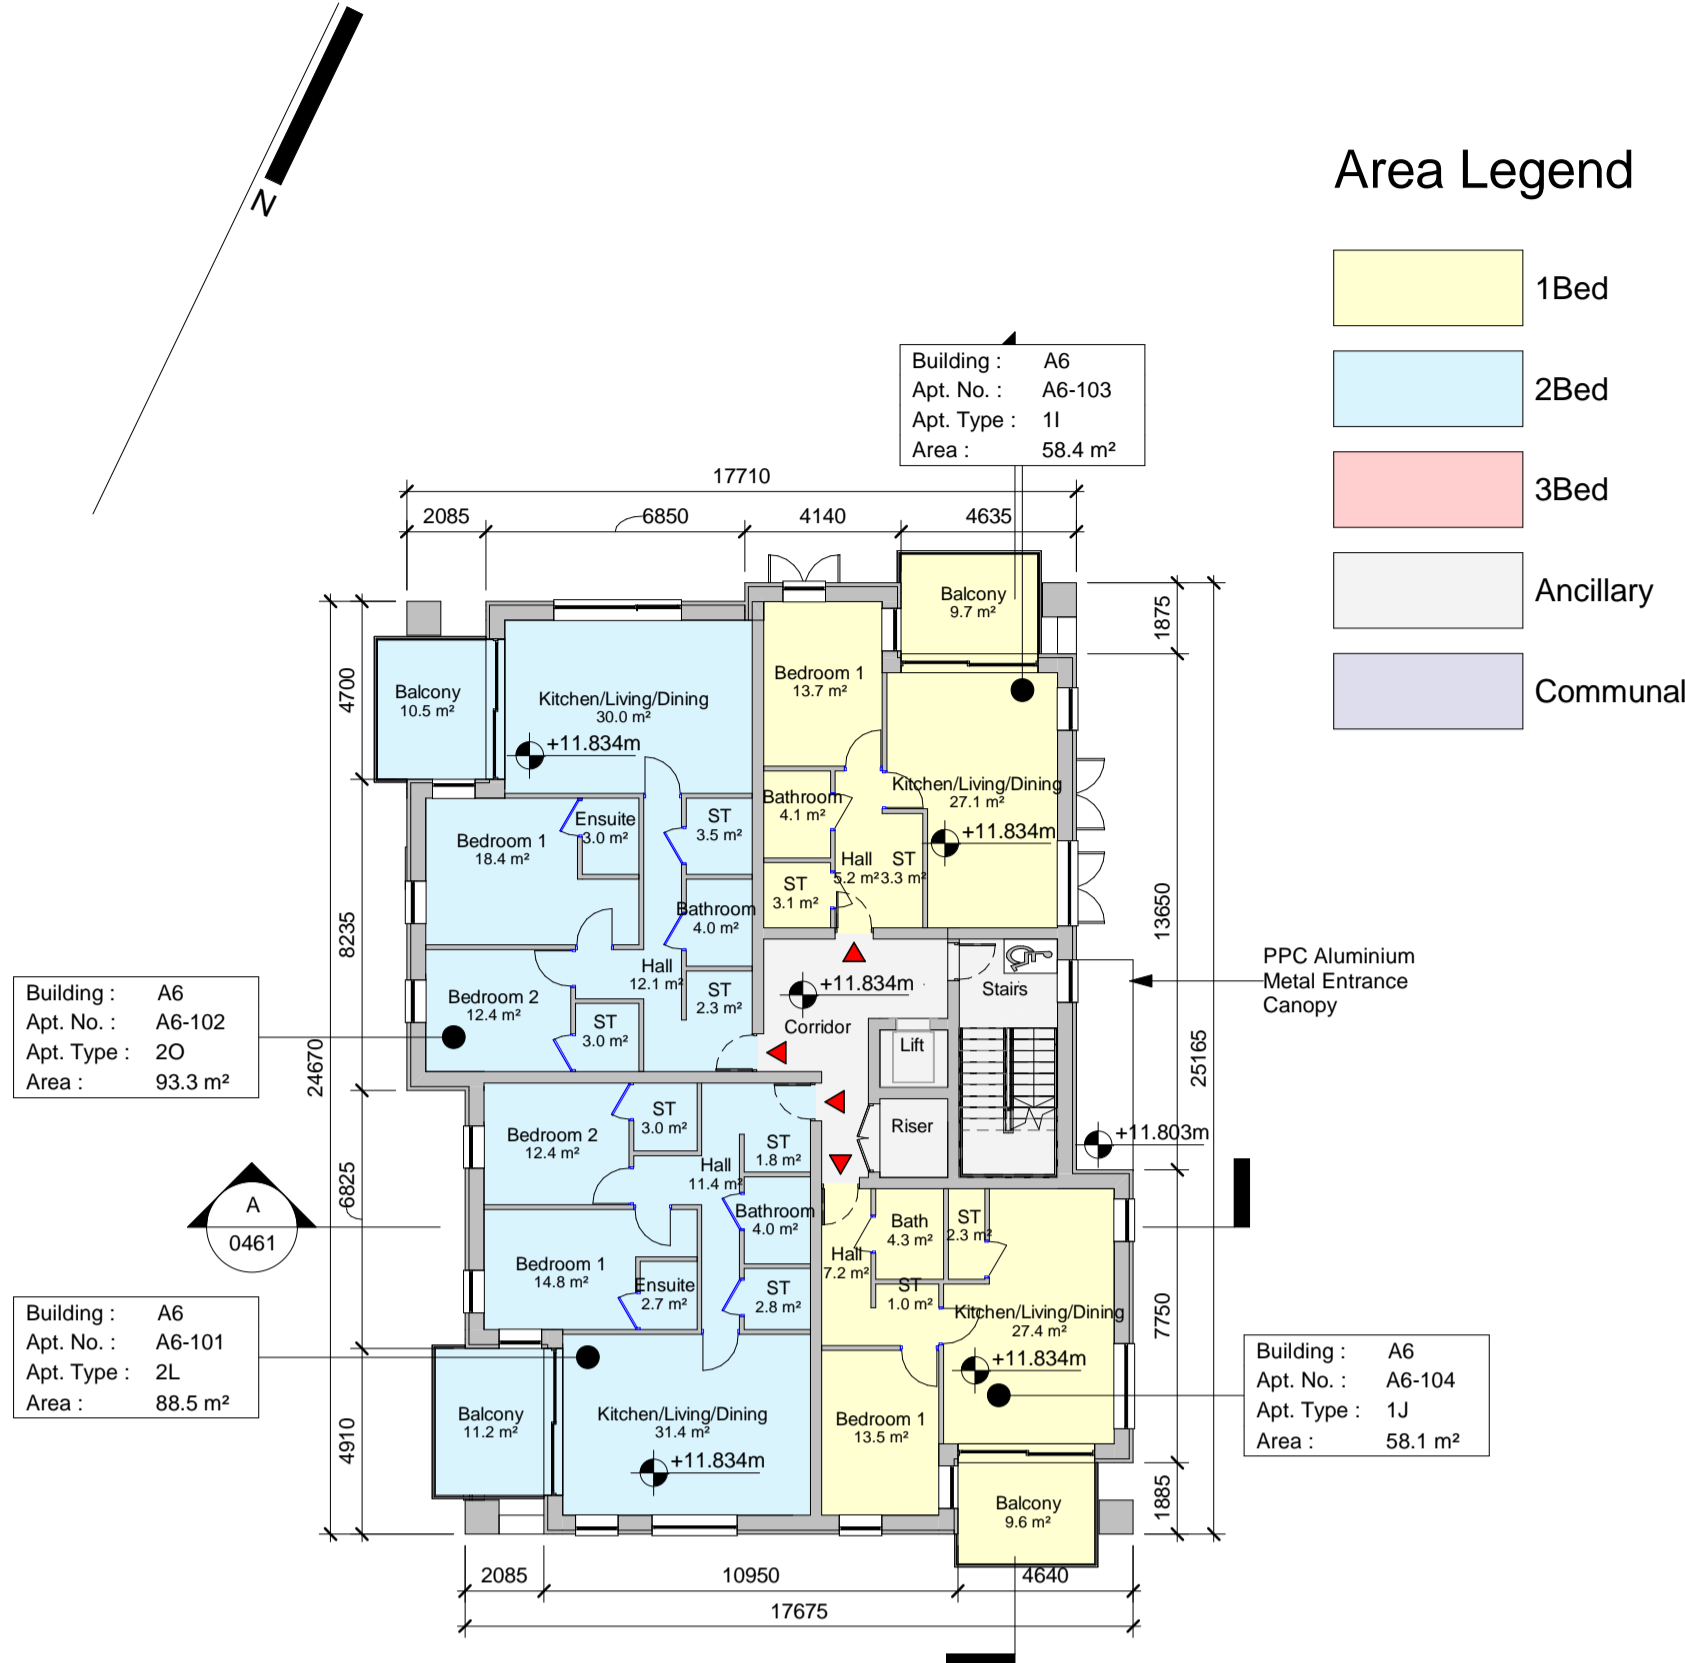 N
Area Legend
1Bed
2Bed
3Bed
Ancillary
Communal
Building : A6
Apt. No. : A6-103
Apt. Type : 1I
Area : 58.4 m²
17710
2085
6850
4140
4635
Balcony
9.7 m²
1875
4700
Bedroom 1
13.7 m²
Balcony
10.5 m²
Kitchen/Living/Dining
30.0 m²
+11.834m
Kitchen/Living/Dining
27.1 m²
+11.834m
Bathroom
4.1 m²
Ensuite
3.0 m²
ST
3.5 m²
Bedroom 1
18.4 m²
Hall
5.2 m²
ST
3.3 m²
ST
3.1 m²
Bathroom
4.0 m²
8235
13650
Hall
12.1 m²
ST
2.3 m²
Bedroom 2
12.4 m²
ST
3.0 m²
+11.834m
Corridor
Stairs
Lift
Riser
PPC Aluminium
Metal Entrance
Canopy
Building : A6
Apt. No. : A6-102
Apt. Type : 2O
Area : 93.3 m²
24670
25165
+11.803m
ST
3.0 m²
Bedroom 2
12.4 m²
ST
1.8 m²
Hall
11.4 m²
6825
A
0461
Bathroom
4.0 m²
Bath
4.3 m²
ST
2.3 m²
Hall
7.2 m²
Bedroom 1
14.8 m²
Ensuite
2.7 m²
ST
2.8 m²
ST
1.0 m²
Kitchen/Living/Dining
27.4 m²
+11.834m
7750
Building : A6
Apt. No. : A6-101
Apt. Type : 2L
Area : 88.5 m²
Building : A6
Apt. No. : A6-104
Apt. Type : 1J
Area : 58.1 m²
4910
Balcony
11.2 m²
Kitchen/Living/Dining
31.4 m²
+11.834m
Bedroom 1
13.5 m²
Balcony
9.6 m²
1885
2085
10950
4640
17675